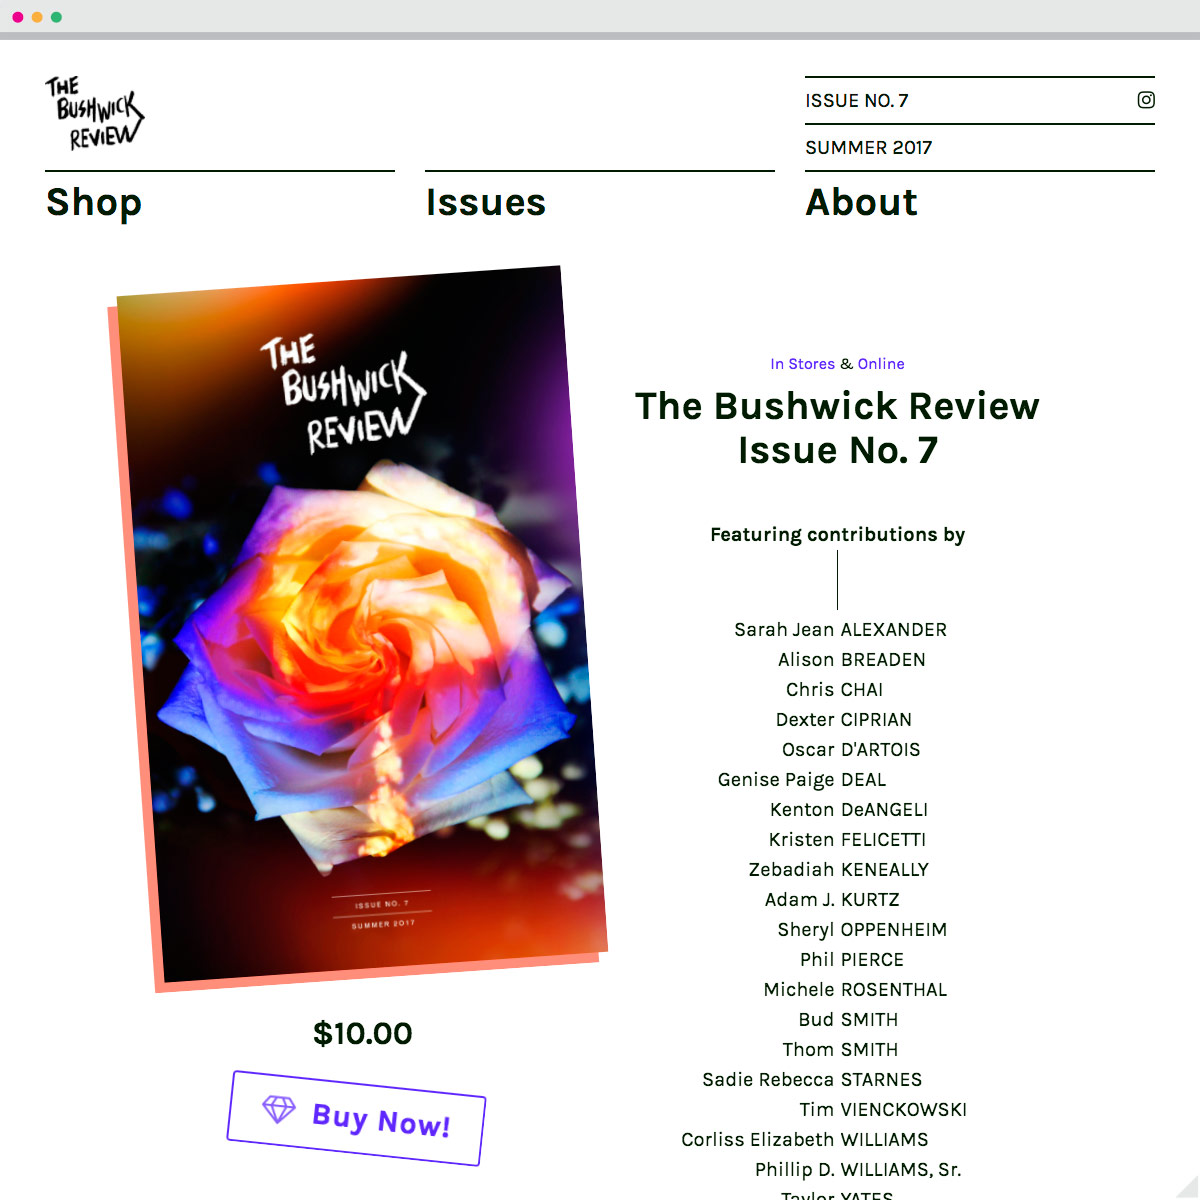 THE
BUSHWICK
REVIEW
ISSUE NO. 7
SUMMER 2017
Shop
Issues
About
THE
BUSHWICK
REVIEW
ISSUE NO. 7
SUMMER 2017
$10.00
Buy Now!
In Stores & Online
The Bushwick Review
Issue No. 7
Featuring contributions by
Sarah Jean ALEXANDER
Alison BREADEN
Chris CHAI
Dexter CIPRIAN
Oscar D'ARTOIS
Genise Paige DEAL
Kenton DeANGELI
Kristen FELICETTI
Zebadiah KENEALLY
Adam J. KURTZ
Sheryl OPPENHEIM
Phil PIERCE
Michele ROSENTHAL
Bud SMITH
Thom SMITH
Sadie Rebecca STARNES
Tim VIENCKOWSKI
Corliss Elizabeth WILLIAMS
Phillip D. WILLIAMS, Sr.
Taylor YATES